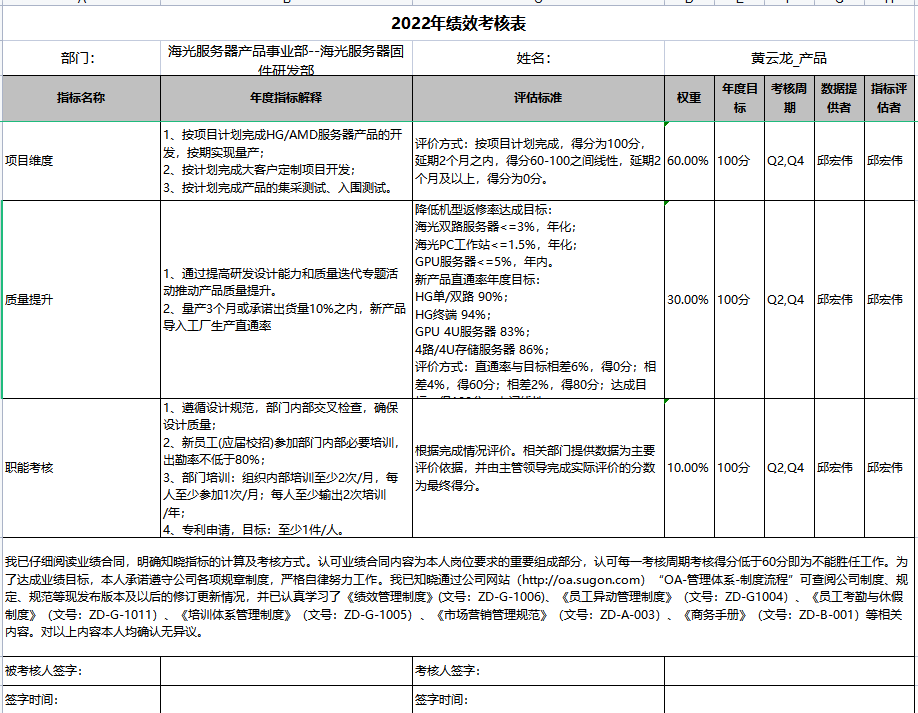 2022年绩效考核表
部门：
海光服务器产品事业部--海光服务器固
件研发部
姓名：
黄云龙_产品
指标名称
年度指标解释
评估标准
权重
年度目
标
考核周
期
数据提
供者
指标评
估者
项目维度
1、按项目计划完成HG/AMD服务器产品的开
发，按期实现量产；
2、按计划完成大客户定制项目开发；
3、按计划完成产品的集采测试、入围测试。
评价方式：按项目计划完成，得分为100分，
延期2个月之内，得分60-100之间线性，延期2
个月及以上，得分为0分。
60.00%
100分
Q2,Q4
邱宏伟
邱宏伟
质量提升
1、通过提高研发设计能力和质量迭代专题活
动推动产品质量提升。
2、量产3个月或承诺出货量10%之内，新产品
导入工厂生产直通率
降低机型返修率达成目标：
海光双路服务器<=3%，年化；
海光PC工作站<=1.5%，年化；
GPU服务器<=5%，年内。
新产品直通率年度目标：
HG单/双路 90%；
HG终端 94%；
GPU 4U服务器 83%；
4路/4U存储服务器 86%；
评价方式：直通率与目标相差6%，得0分；相
差4%，得60分；相差2%，得80分；达成目
30.00%
100分
Q2,Q4
邱宏伟
邱宏伟
职能考核
1、遵循设计规范，部门内部交叉检查，确保
设计质量；
2、新员工(应届校招)参加部门内部必要培训，
出勤率不低于80%；
3、部门培训：组织内部培训至少2次/月，每
人至少参加1次/月；每人至少输出2次培训
/年；
4、专利申请，目标：至少1件/人。
根据完成情况评价。相关部门提供数据为主要
评价依据，并由主管领导完成实际评价的分数
为最终得分。
10.00%
100分
Q2,Q4
邱宏伟
邱宏伟
我已仔细阅读业绩合同，明确知晓指标的计算及考核方式。认可业绩合同内容为本人岗位要求的重要组成部分，认可每一考核周期考核得分低于60分即为不能胜任工作。为
了达成业绩目标，本人承诺遵守公司各项规章制度，严格自律努力工作。我已知晓通过公司网站（http://oa.sugon.com）“OA-管理体系-制度流程”可查阅公司制度、规
定、规范等现发布版本及以后的修订更新情况，并已认真学习了《绩效管理制度》(文号：ZD-G-1006)、《员工异动管理制度》（文号：ZD-G1004）、《员工考勤与休假
制度》（文号：ZD-G-1011）、《培训体系管理制度》（文号：ZD-G-1005）、《市场营销管理规范》（文号：ZD-A-003）、《商务手册》（文号：ZD-B-001）等相关
内容。对以上内容本人均确认无异议。
被考核人签字：
考核人签字：
签字时间：
签字时间：